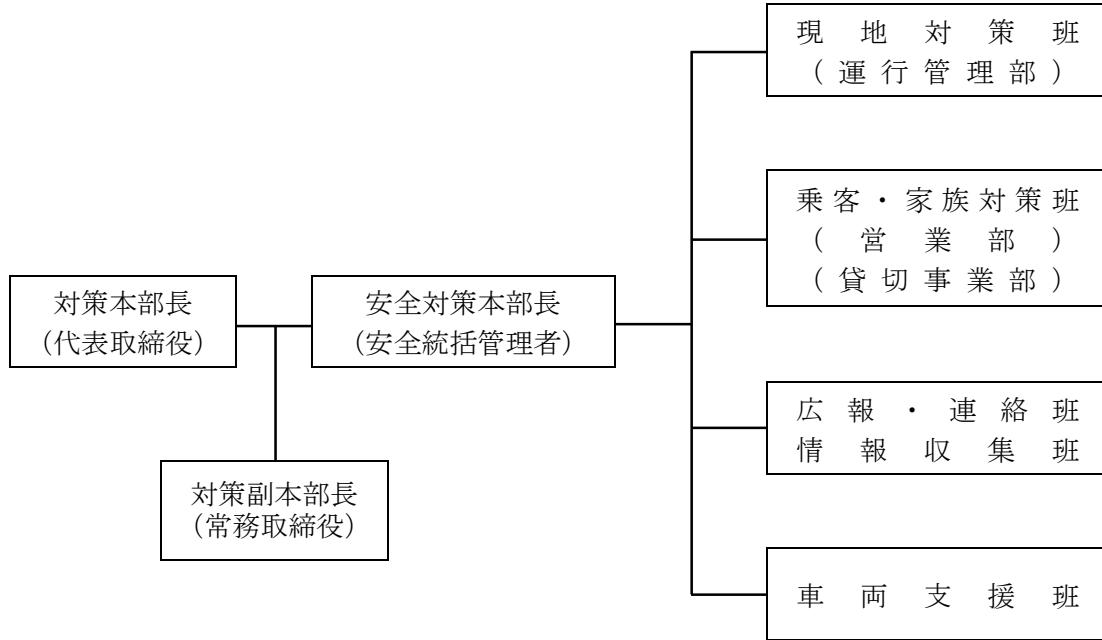 対策本部長
(代表取締役)
対策副本部長
(常務取締役)
安全対策本部長
(安全統括管理者)
現地対策班
(運行管理部)
乗客・家族対策班
(営業部)
(貸切事業部)
広報・連絡班
情報収集班
車両支援班